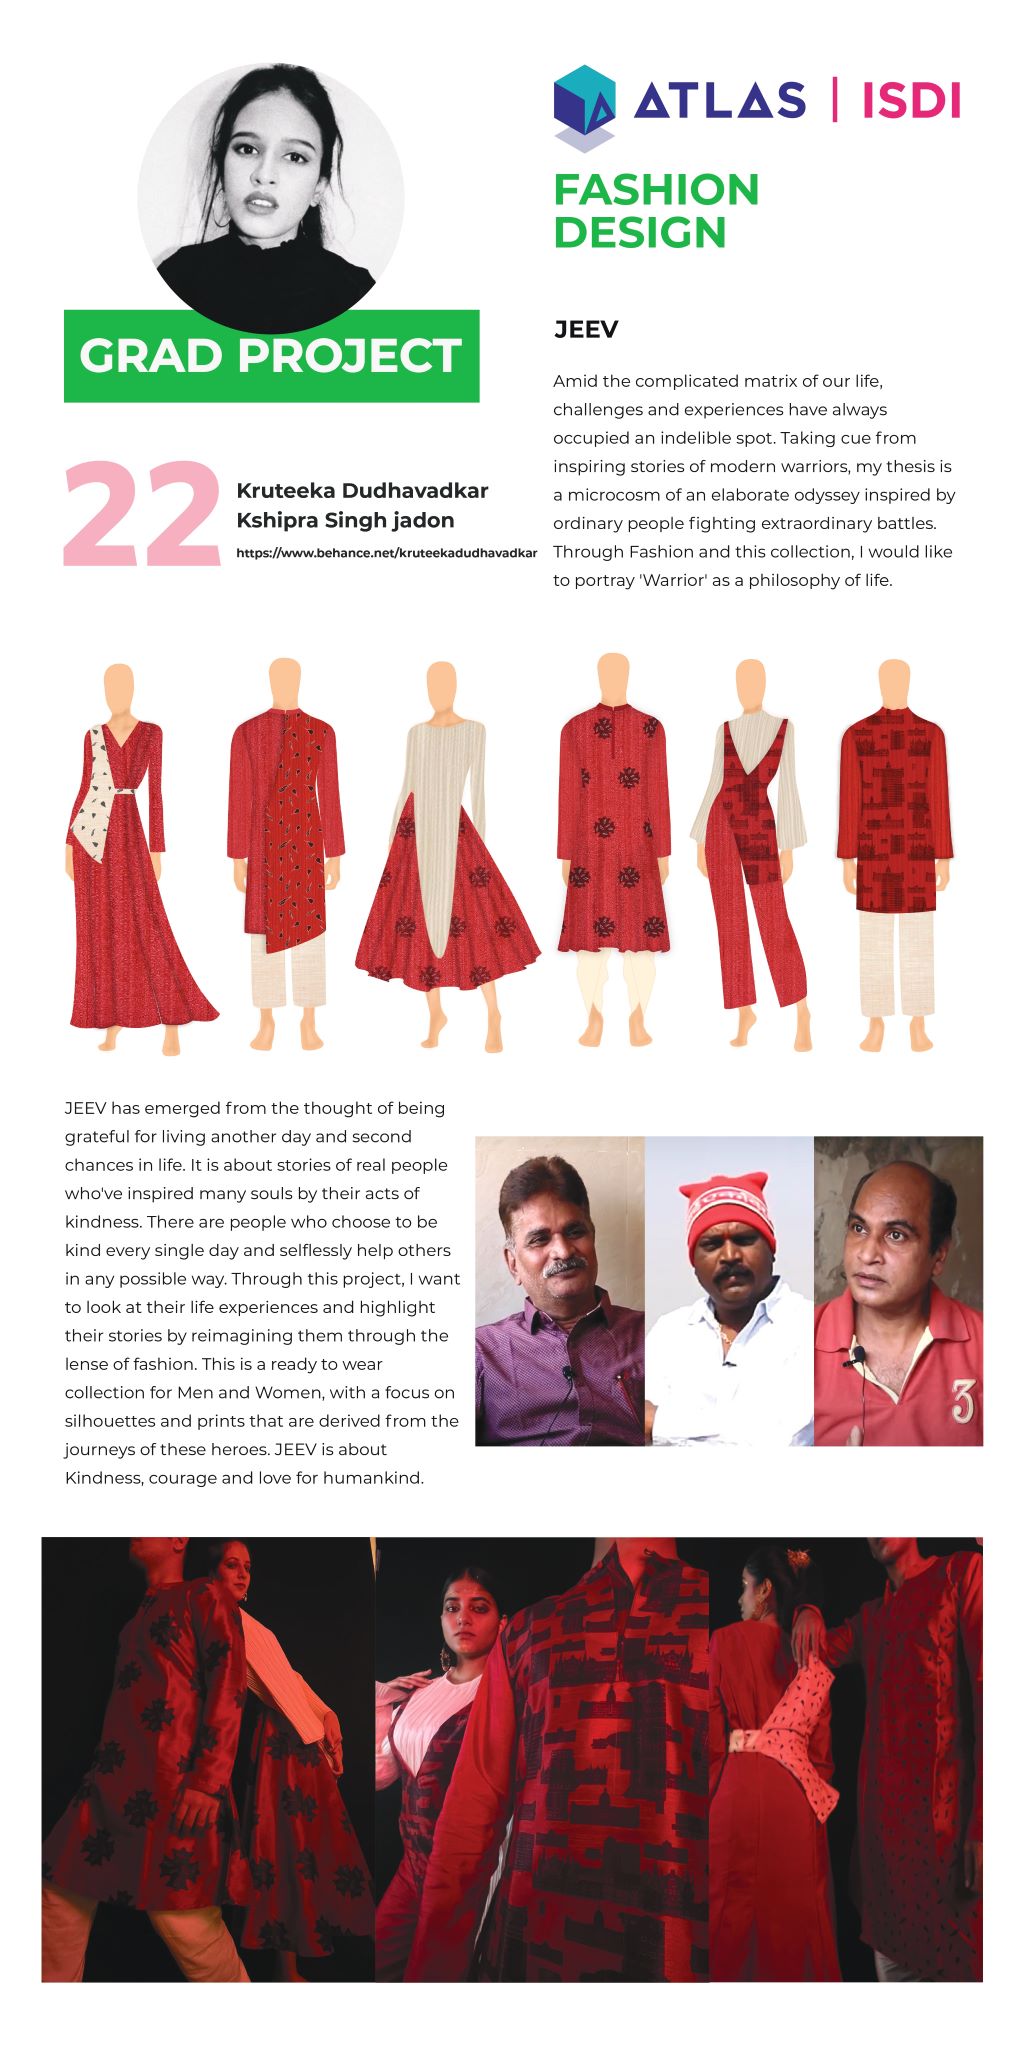 ATLAS | ISDI
FASHION
DESIGN
GRAD PROJECT
22
Kruteeka Dudhavadkar
Kshipra Singh jadon
https://www.behance.net/kruteekadudhavadkar
JEEV
Amid the complicated matrix of our life,
challenges and experiences have always
occupied an indelible spot. Taking cue from
inspiring stories of modern warriors, my thesis is
a microcosm of an elaborate odyssey inspired by
ordinary people fighting extraordinary battles.
Through Fashion and this collection, I would like
to portray 'Warrior' as a philosophy of life.
JEEV has emerged from the thought of being
grateful for living another day and second
chances in life. It is about stories of real people
who've inspired many souls by their acts of
kindness. There are people who choose to be
kind every single day and selflessly help others
in any possible way. Through this project, I want
to look at their life experiences and highlight
their stories by reimagining them through the
lense of fashion. This is a ready to wear
collection for Men and Women, with a focus on
silhouettes and prints that are derived from the
journeys of these heroes. JEEV is about
Kindness, courage and love for humankind.
3